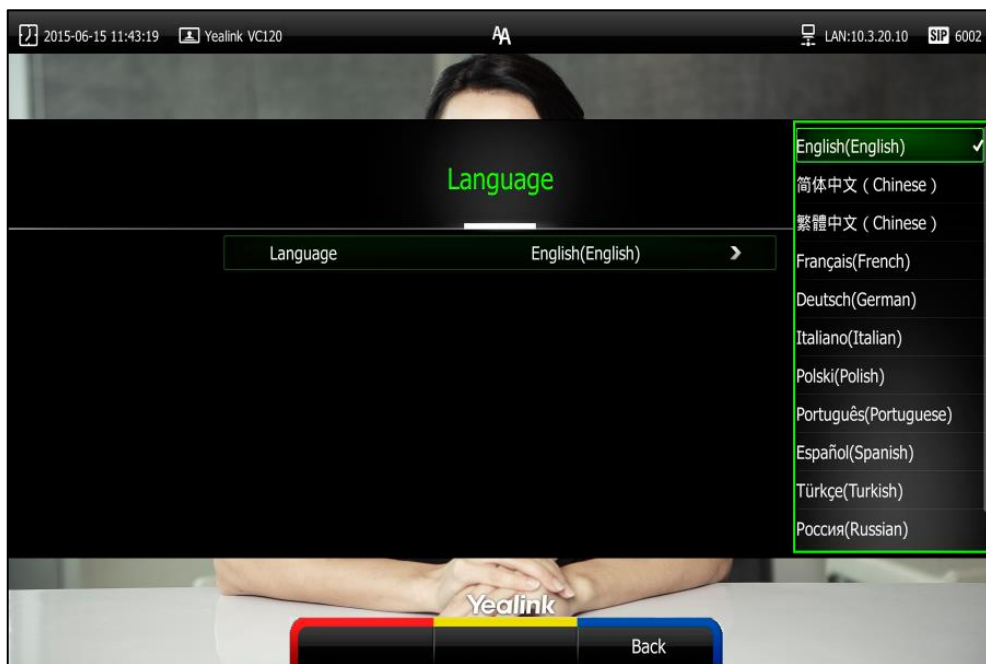 2015-06-15 11:43:19 Yealink VC120 AA LAN:10.3.20.10 SIP 6002
Language
Language English(English)
English(English)
简体中文 ( Chinese )
繁體中文 ( Chinese )
Français(French)
Deutsch(German)
Italiano(Italian)
Polski(Polish)
Português(Portuguese)
Español(Spanish)
Türkçe(Turkish)
Россия(Russian)
Yealink
Back